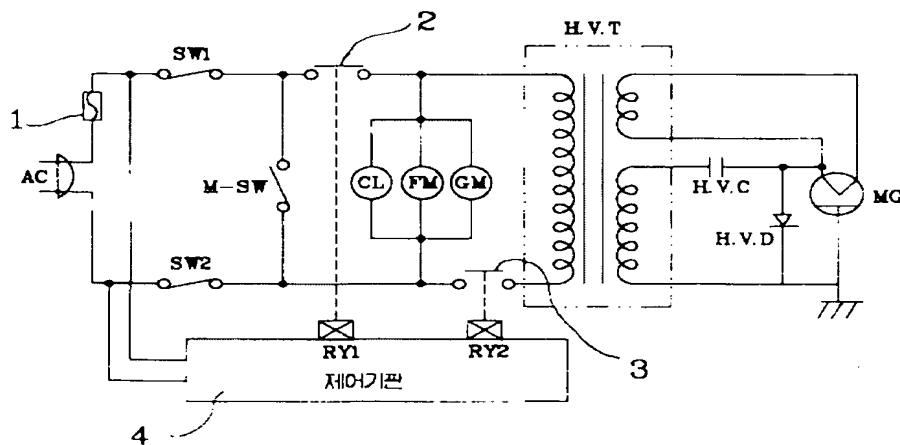 H.V.T
2
SW1
1
AC
M-SW
CL
FM
GM
H.V.C
MG
H.V.D
SW2
3
RY1
RY2
제어기판
4